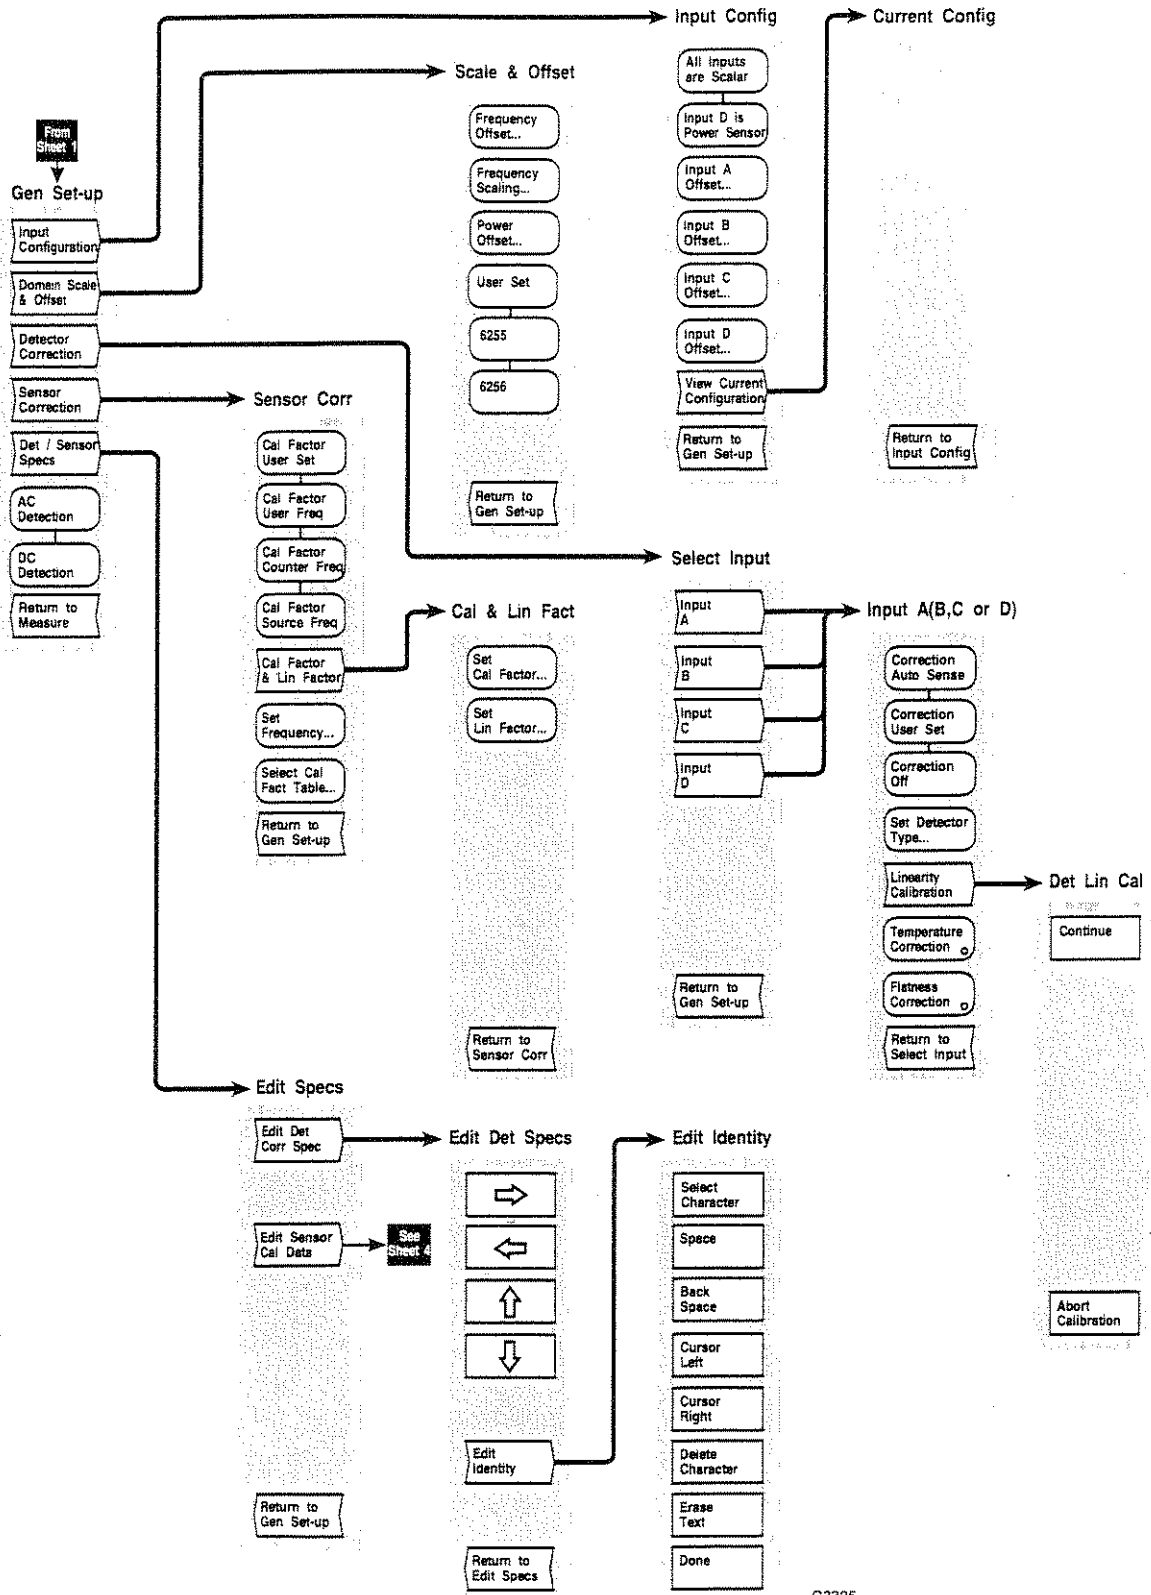 From
Sheet 1
Gen Set-up
Input
Configuration
Domain Scale
& Offset
Detector
Correction
Sensor
Correction
Det / Sensor
Specs
AC
Detection
DC
Detection
Return to
Measure
Scale & Offset
Frequency
Offset...
Frequency
Scaling...
Power
Offset...
User Set
6255
6256
Return to
Gen Set-up
Input Config
All Inputs
are Scalar
Input D is
Power Sensor
Input A
Offset...
Input B
Offset...
Input C
Offset...
Input D
Offset...
View Current
Configuration
Return to
Gen Set-up
Current Config
Return to
Input Config
Sensor Corr
Cal Factor
User Set
Cal Factor
User Freq
Cal Factor
Counter Freq
Cal Factor
Source Freq
Cal Factor
& Lin Factor
Set
Frequency...
Select Cal
Fact Table...
Return to
Gen Set-up
Cal & Lin Fact
Set
Cal Factor...
Set
Lin Factor...
Return to
Sensor Corr
Select Input
Input
A
Input
B
Input
C
Input
D
Return to
Gen Set-up
Input A(B,C or D)
Correction
Auto Sense
Correction
User Set
Correction
Off
Set Detector
Type...
Linearity
Calibration
Temperature
Correction
Flatness
Correction
Return to
Select Input
Det Lin Cal
Continue
Abort
Calibration
Edit Specs
Edit Det
Corr Spec
Edit Sensor
Cal Data
See
Sheet 4
Return to
Gen Set-up
Edit Det Specs
Edit
Identity
Return to
Edit Specs
Edit Identity
Select
Character
Space
Back
Space
Cursor
Left
Cursor
Right
Delete
Character
Erase
Text
Done